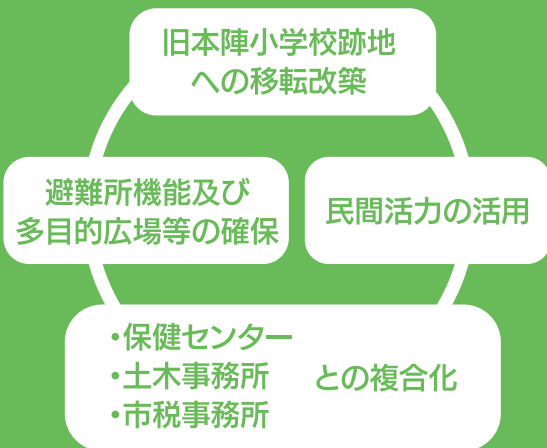 旧本陣小学校跡地
への移転改築
避難所機能及び
多目的広場等の確保
民間活力の活用
・保健センター
・土木事務所
・市税事務所
との複合化